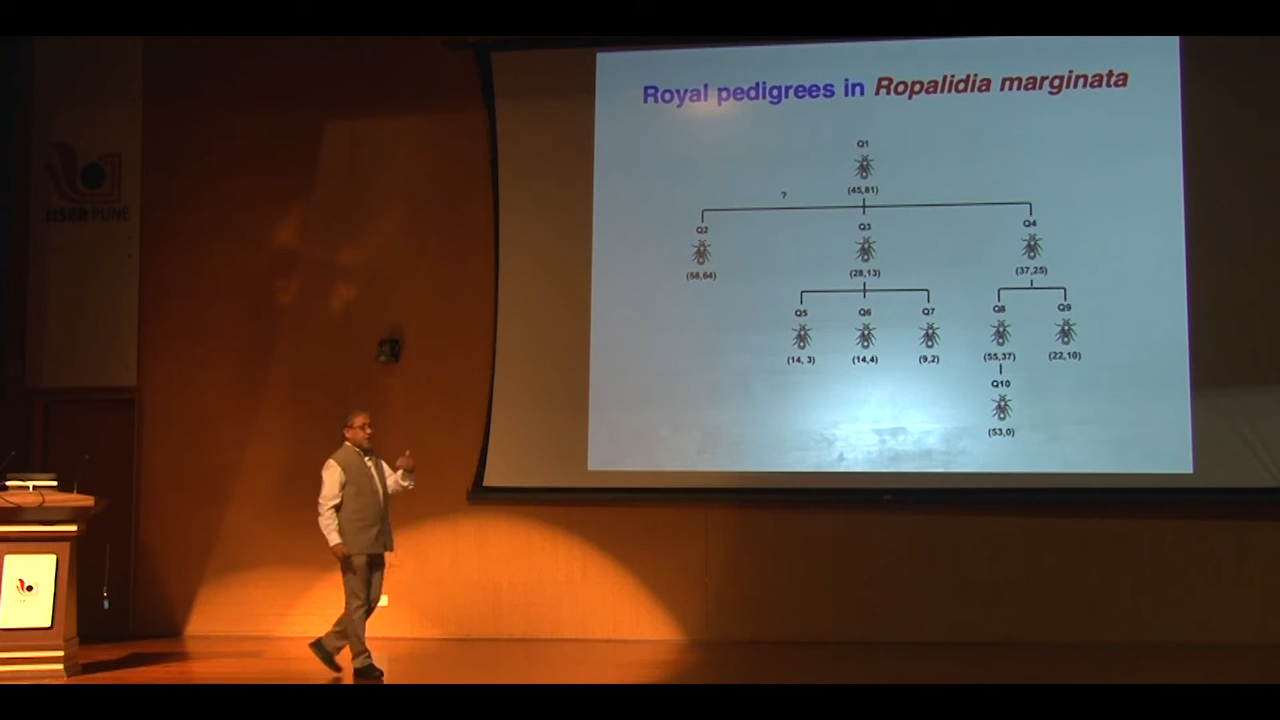 Royal pedigrees in Ropalidia marginata
Q1
(45,81)
?
Q2
Q3
Q4
(58,64)
(28,13)
(37,25)
Q5
Q6
Q7
Q8
Q9
(14, 3)
(14,4)
(9,2)
(55,37)
(22,10)
Q10
(53,0)
IISER PUNE